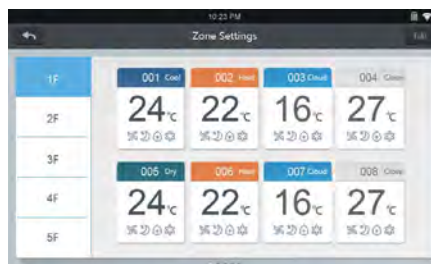 10:23 PM
Zone Settings
Edit
1F
2F
3F
4F
5F
001 Cool
002 Heat
003 Cloud
004 Close
24°c
22°c
16°c
27°c
005 Dry
006 Heat
007 Cloud
008 Close
24°c
22°c
16°c
27°c